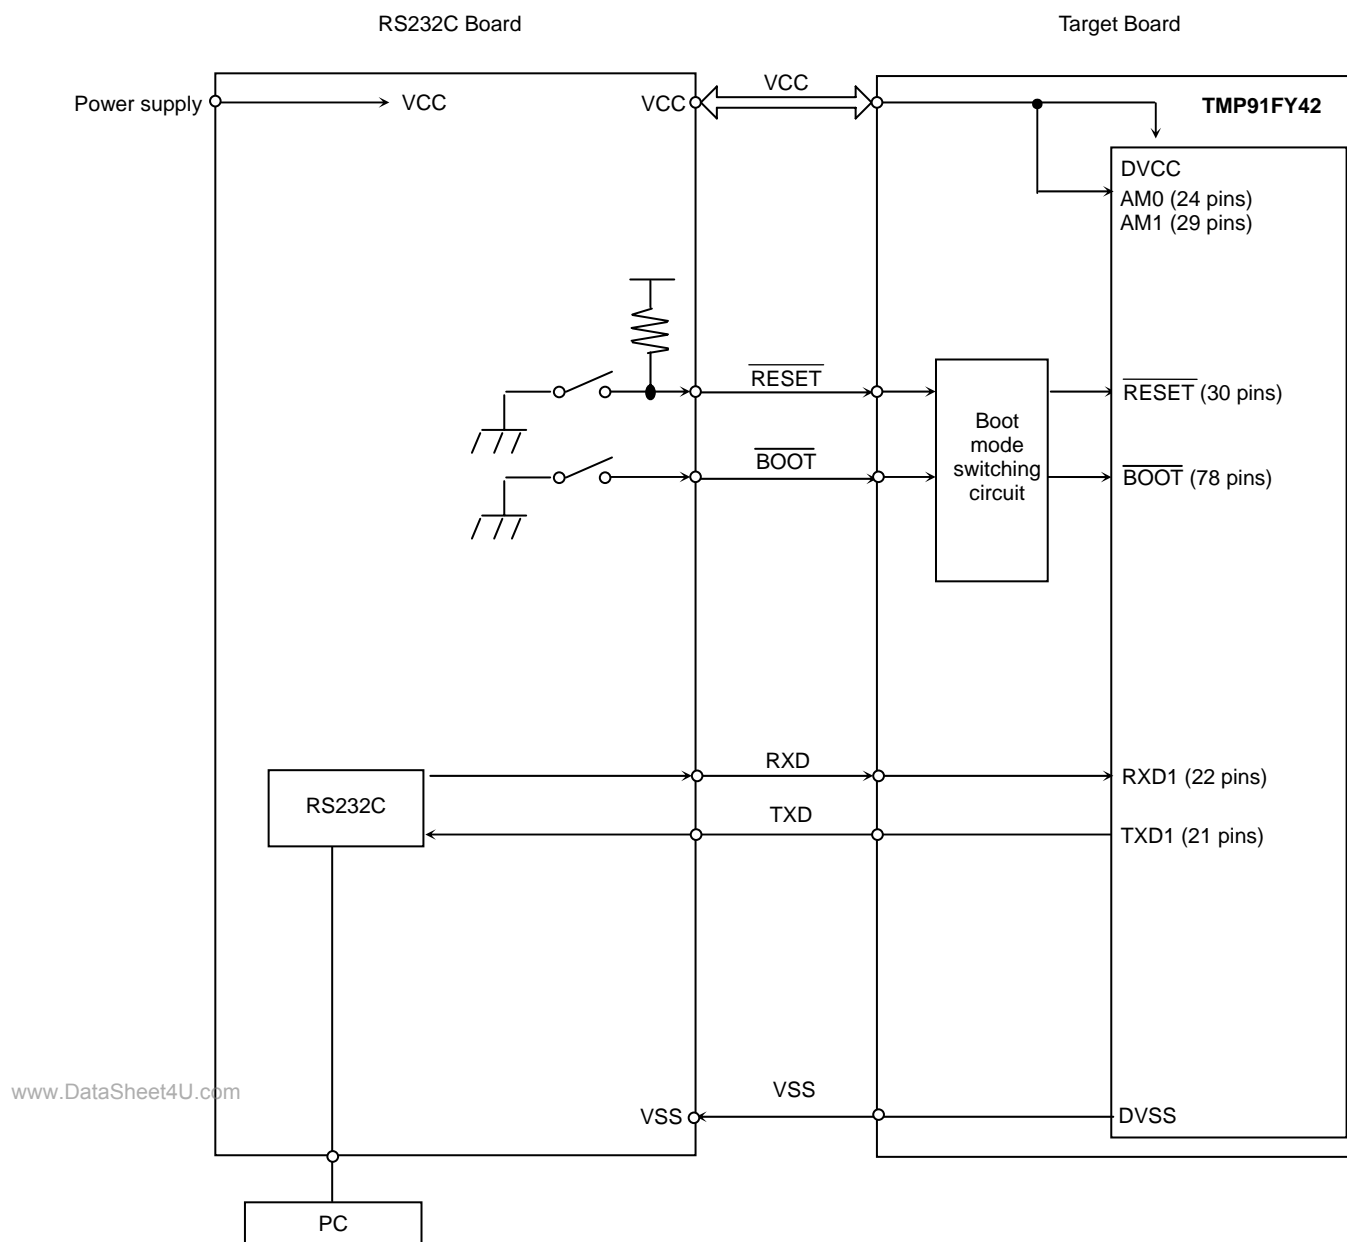 RS232C Board
Target Board
Power supply
VCC
VCC
VCC
TMP91FY42
DVCC
AM0 (24 pins)
AM1 (29 pins)
RESET
RESET (30 pins)
Boot
mode
switching
circuit
BOOT
BOOT (78 pins)
RXD
RXD1 (22 pins)
RS232C
TXD
TXD1 (21 pins)
www.DataSheet4U.com
VSS
VSS
DVSS
PC